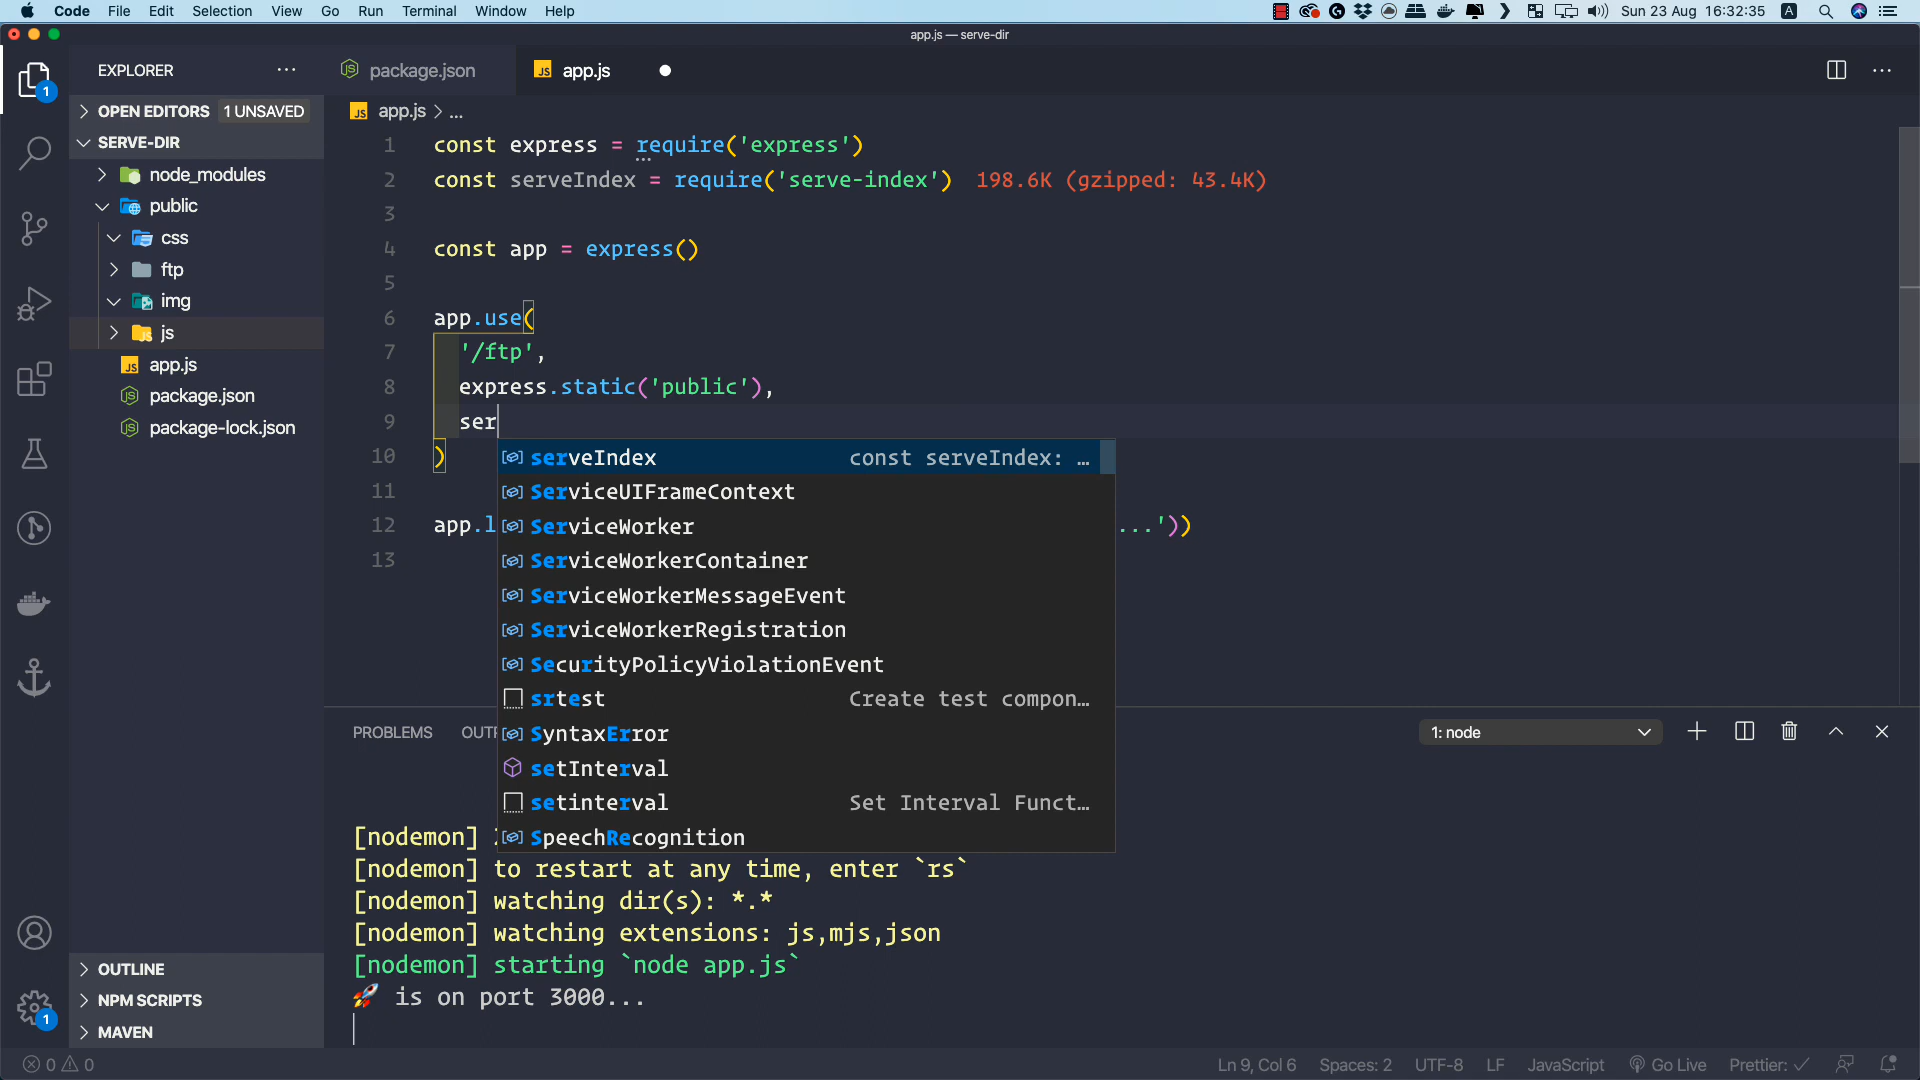 Code File Edit Selection View Go Run Terminal Window Help Sun 23 Aug 16:32:35 A
app.js — serve-dir
EXPLORER ...
package.json
JS app.js
1
OPEN EDITORS 1 UNSAVED
SERVE-DIR
node_modules
public
css
ftp
img
js
JS app.js
package.json
package-lock.json
OUTLINE
NPM SCRIPTS
MAVEN
1
JS app.js > ...
1 const express = require('express')
2 const serveIndex = require('serve-index') 198.6K (gzipped: 43.4K)
3
4 const app = express()
5
6 app.use(
7 '/ftp',
8 express.static('public'),
9 ser
10 )
11
12 app.l ...'))
13
serveIndex const serveIndex: …
ServiceUIFrameContext
ServiceWorker
ServiceWorkerContainer
ServiceWorkerMessageEvent
ServiceWorkerRegistration
SecurityPolicyViolationEvent
srtest Create test compon…
SyntaxError
setInterval
setinterval Set Interval Funct…
SpeechRecognition
PROBLEMS OUTP 1: node
[nodemon]
[nodemon] to restart at any time, enter `rs`
[nodemon] watching dir(s): *.*
[nodemon] watching extensions: js,mjs,json
[nodemon] starting `node app.js`
🚀 is on port 3000...
0 0 Ln 9, Col 6 Spaces: 2 UTF-8 LF JavaScript Go Live Prettier: ✓